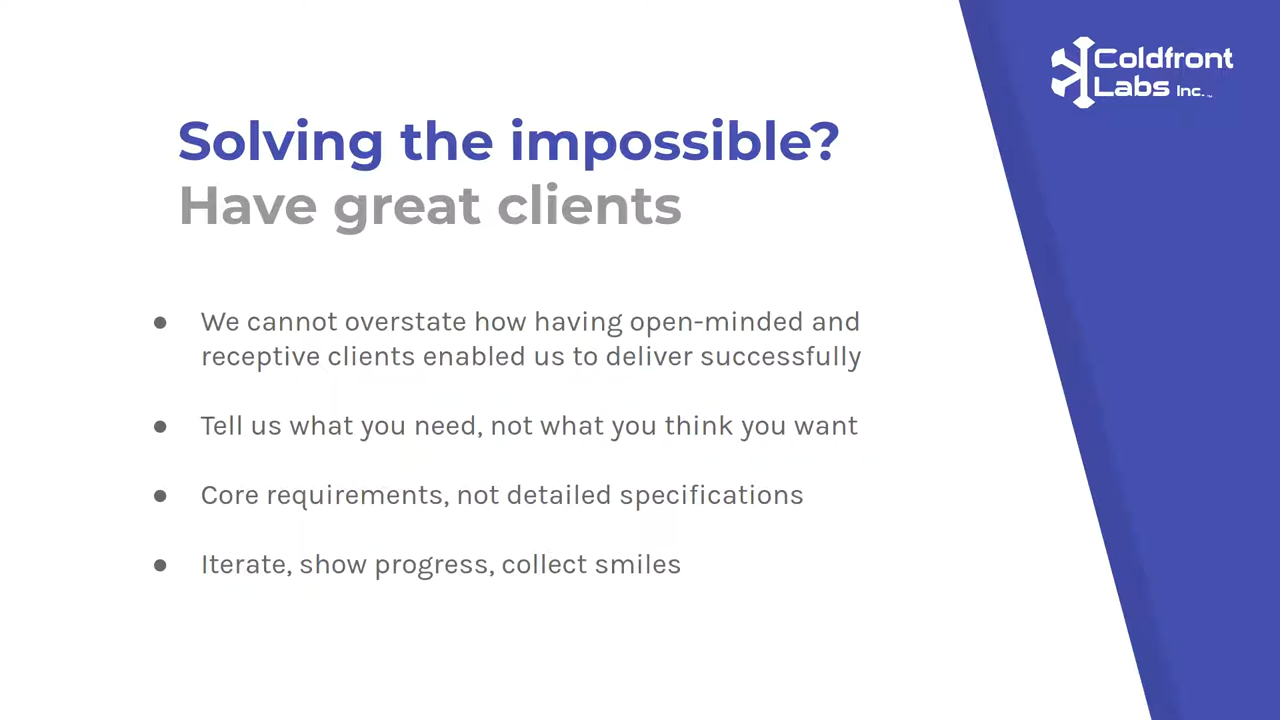 Coldfront
Labs Inc.™
Solving the impossible?
Have great clients
● We cannot overstate how having open-minded and
receptive clients enabled us to deliver successfully
● Tell us what you need, not what you think you want
● Core requirements, not detailed specifications
● Iterate, show progress, collect smiles